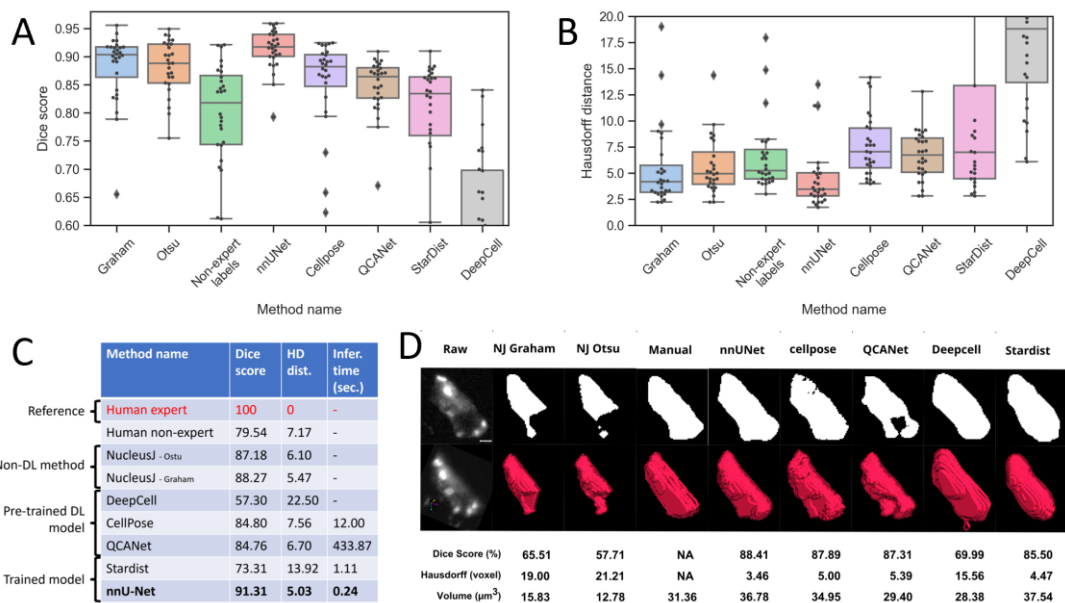 A
Dice score
0.95
0.90
0.85
0.80
0.75
0.70
0.65
0.60
Graham
Otsu
Non-expert
labels
nnUNet
Cellpose
QCANet
StarDist
DeepCell
Method name
B
Hausdorff distance
20.0
17.5
15.0
12.5
10.0
7.5
5.0
2.5
0.0
Graham
Otsu
Non-expert
labels
nnUNet
Cellpose
QCANet
StarDist
DeepCell
Method name
C
Method name Dice score HD dist. Infer. time (sec.)
Reference
Human expert 100 0 -
Human non-expert 79.54 7.17 -
Non-DL method
NucleusJ - Ostu 87.18 6.10 -
NucleusJ - Graham 88.27 5.47 -
Pre-trained DL
model
DeepCell 57.30 22.50 -
CellPose 84.80 7.56 12.00
QCANet 84.76 6.70 433.87
Trained model
Stardist 73.31 13.92 1.11
nnU-Net 91.31 5.03 0.24
D
Raw NJ Graham NJ Otsu Manual nnUNet cellpose QCANet Deepcell Stardist
Dice Score (%) 65.51 57.71 NA 88.41 87.89 87.31 69.99 85.50
Hausdorff (voxel) 19.00 21.21 NA 3.46 5.00 5.39 15.56 4.47
Volume (µm³) 15.83 12.78 31.36 36.78 34.95 29.40 28.38 37.54